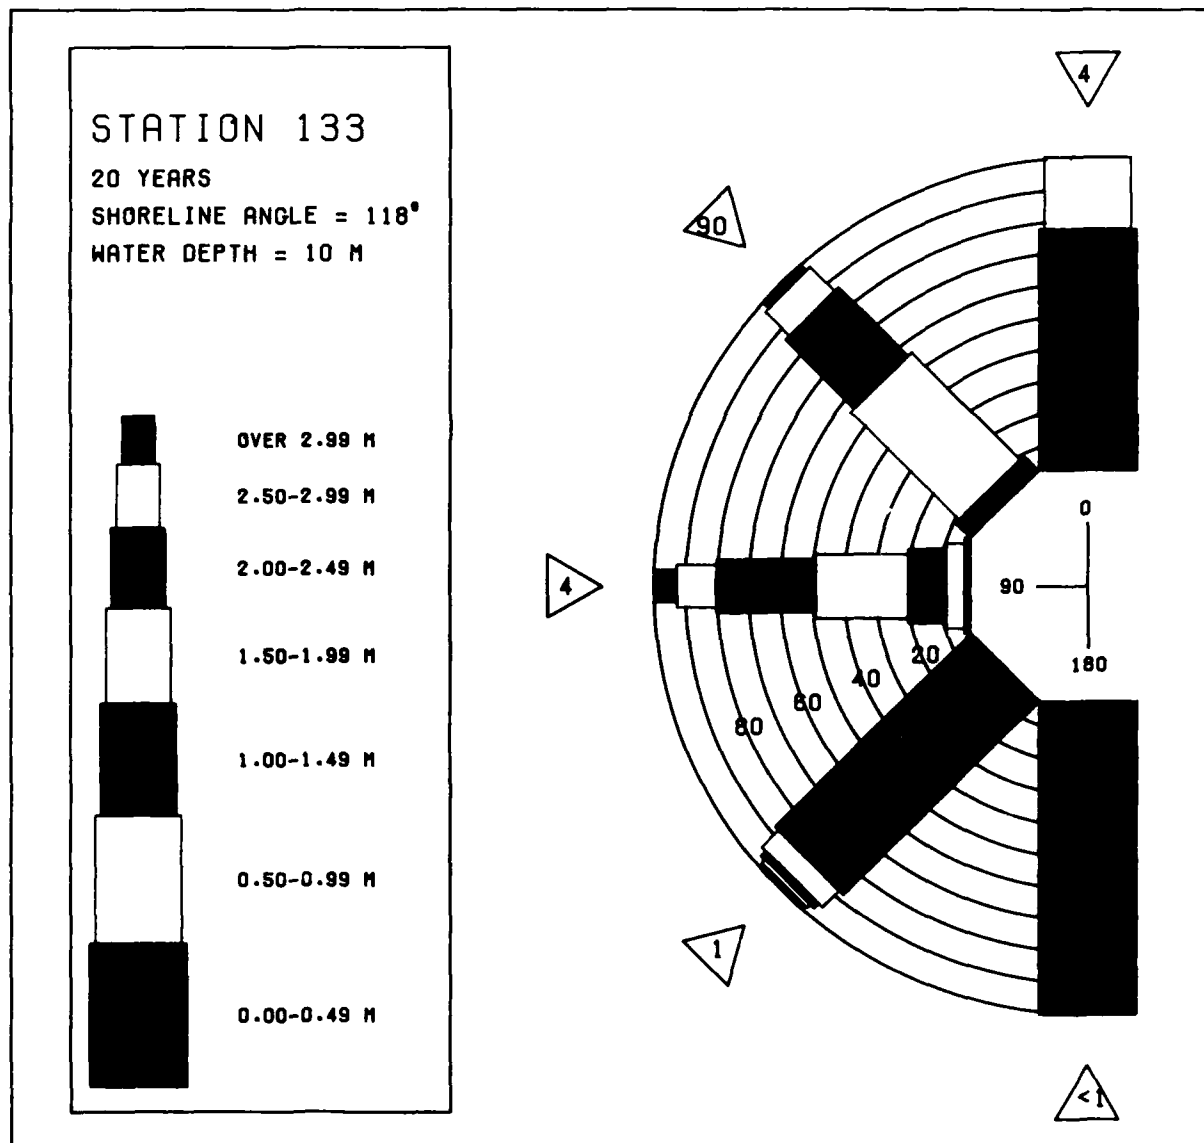 STATION 133
20 YEARS
SHORELINE ANGLE = 118°
WATER DEPTH = 10 M
OVER 2.99 M
2.50-2.99 M
2.00-2.49 M
1.50-1.99 M
1.00-1.49 M
0.50-0.99 M
0.00-0.49 M
4
90
4
1
<1
0
90
180
20
40
60
80